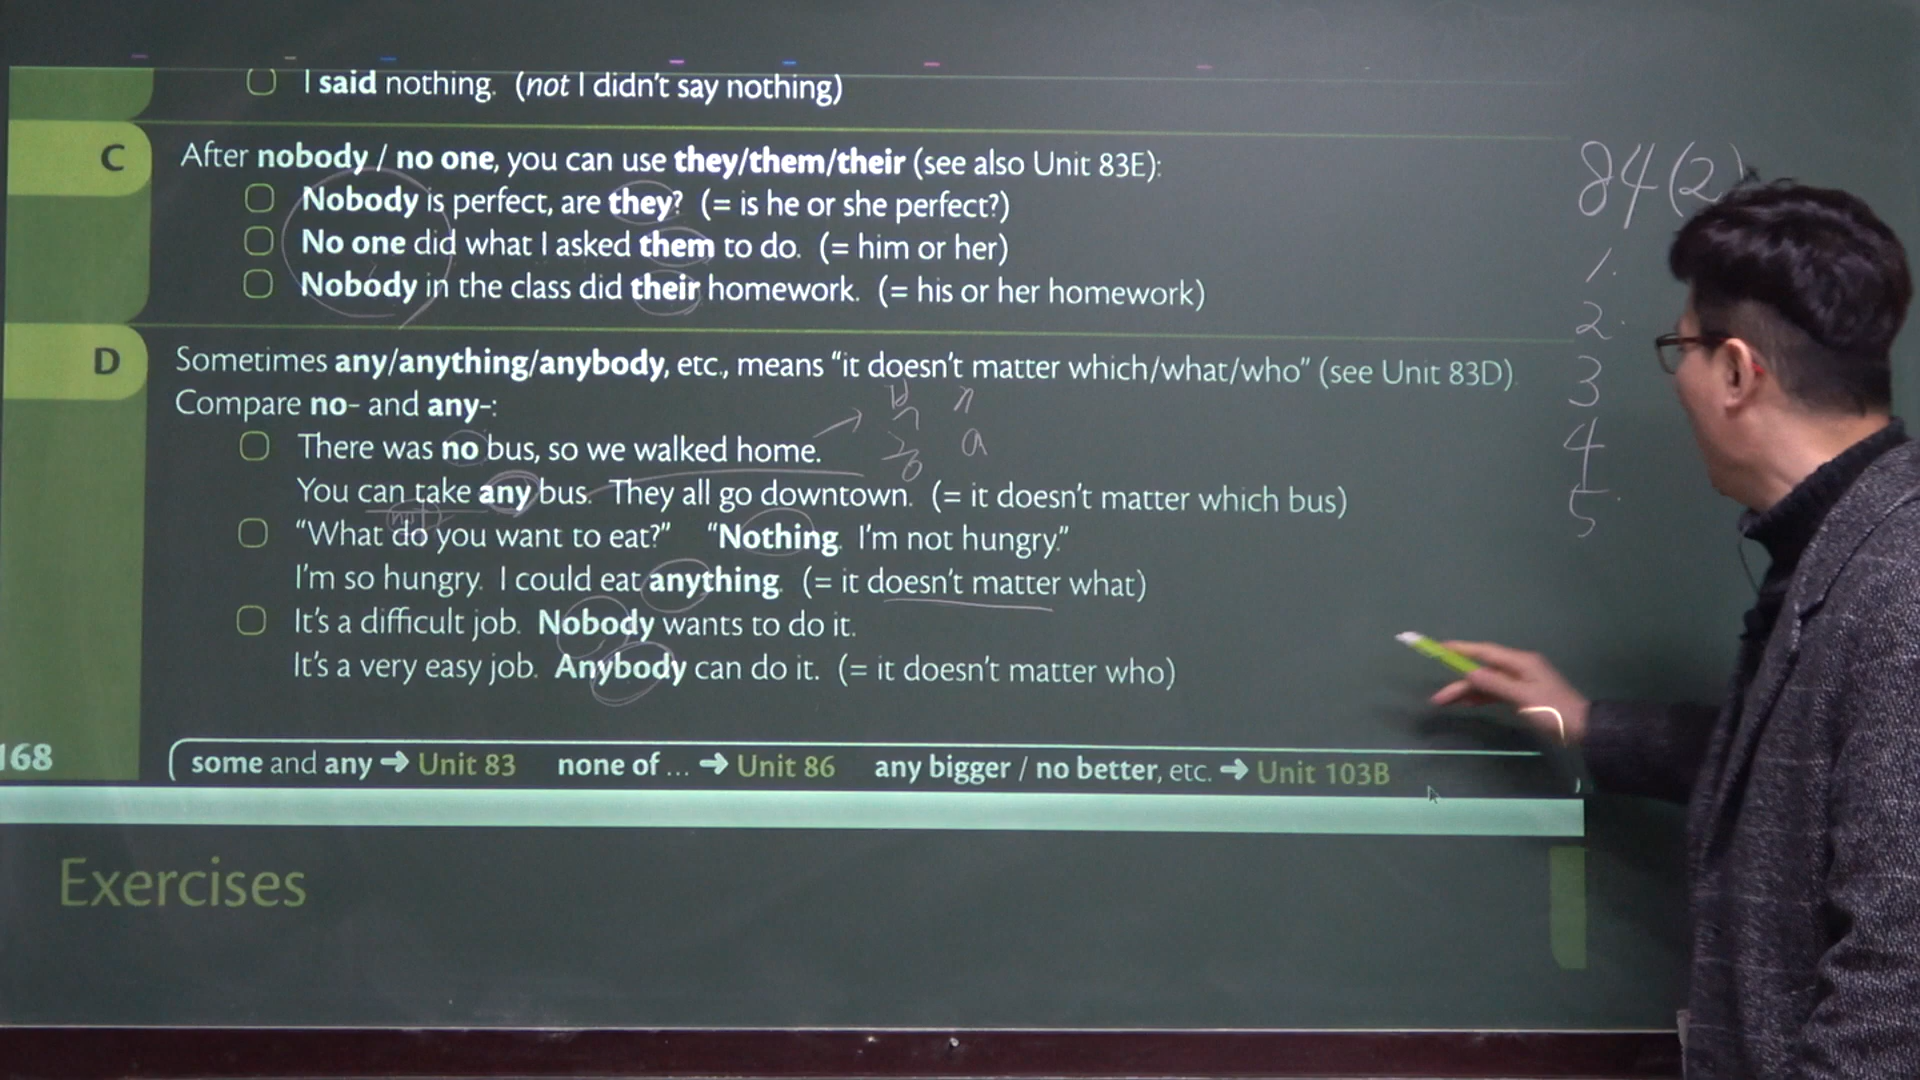 I said nothing. (not I didn't say nothing)
C
After nobody / no one, you can use they/them/their (see also Unit 83E):
Nobody is perfect, are they? (= is he or she perfect?)
No one did what I asked them to do. (= him or her)
Nobody in the class did their homework. (= his or her homework)
D
Sometimes any/anything/anybody, etc., means “it doesn't matter which/what/who” (see Unit 83D).
Compare no- and any-:
There was no bus, so we walked home.
You can take any bus. They all go downtown. (= it doesn't matter which bus)
“What do you want to eat?” “Nothing. I'm not hungry.”
I'm so hungry. I could eat anything. (= it doesn't matter what)
It's a difficult job. Nobody wants to do it.
It's a very easy job. Anybody can do it. (= it doesn't matter who)
168
some and any → Unit 83 none of ... → Unit 86 any bigger / no better, etc. → Unit 103B
Exercises
84(2)
1.
2.
3
4
5.
n
a
not